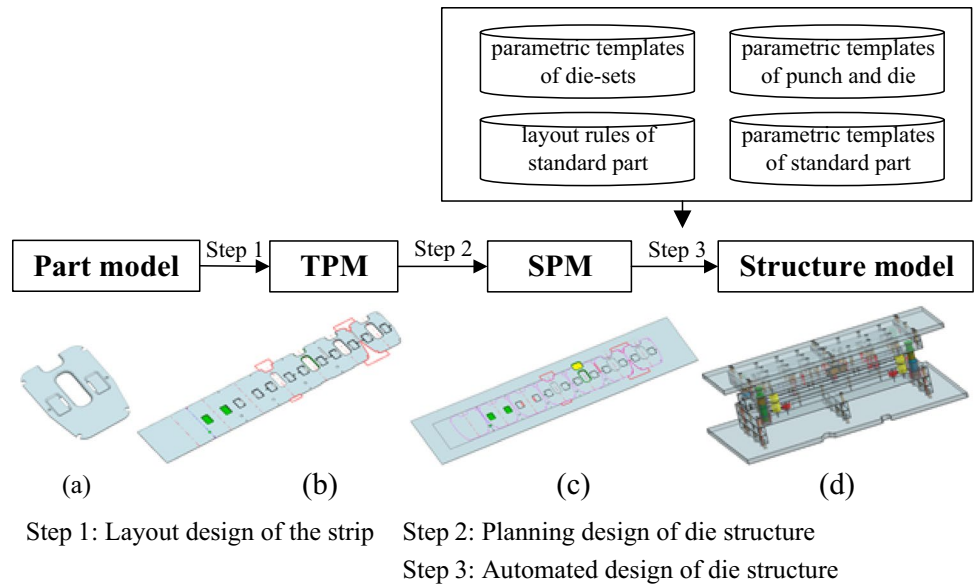 parametric templates
of die-sets
parametric templates
of punch and die
layout rules of
standard part
parametric templates
of standard part
Part model
Step 1
TPM
Step 2
SPM
Step 3
Structure model
(a)
(b)
(c)
(d)
Step 1: Layout design of the strip
Step 2: Planning design of die structure
Step 3: Automated design of die structure